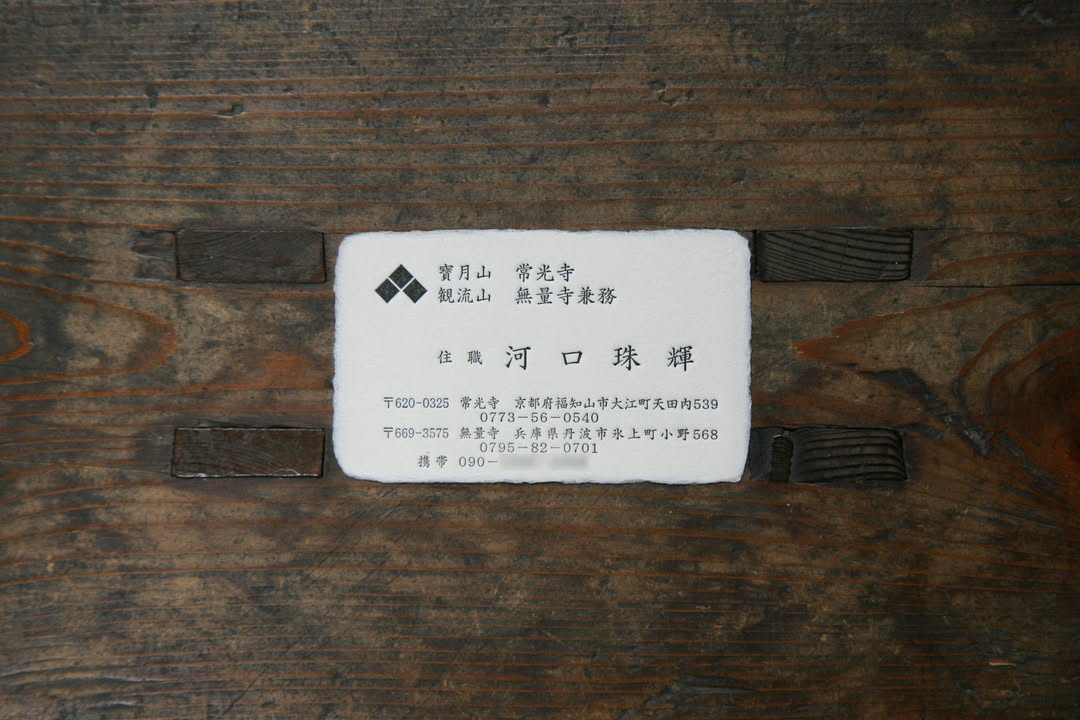 寶月山 常光寺
観流山 無量寺兼務
住職 河口珠輝
〒620-0325 常光寺 京都府福知山市大江町天田内539
0773-56-0540
〒669-3575 無量寺 兵庫県丹波市氷上町小野568
0795-82-0701
携帯 090-